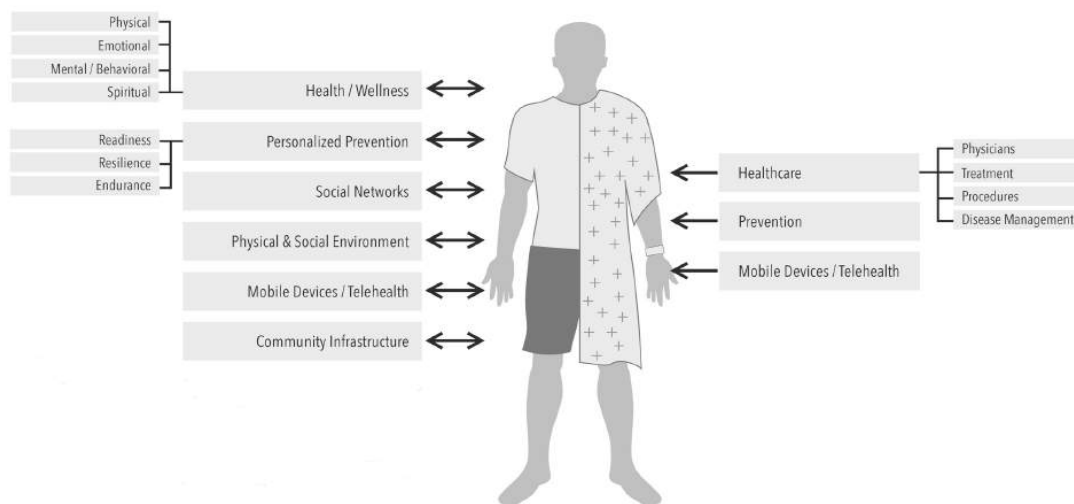 Physical
Emotional
Mental / Behavioral
Spiritual
Health / Wellness
Readiness
Resilience
Endurance
Personalized Prevention
Social Networks
Physical & Social Environment
Mobile Devices / Telehealth
Community Infrastructure
Healthcare
Physicians
Treatment
Procedures
Disease Management
Prevention
Mobile Devices / Telehealth